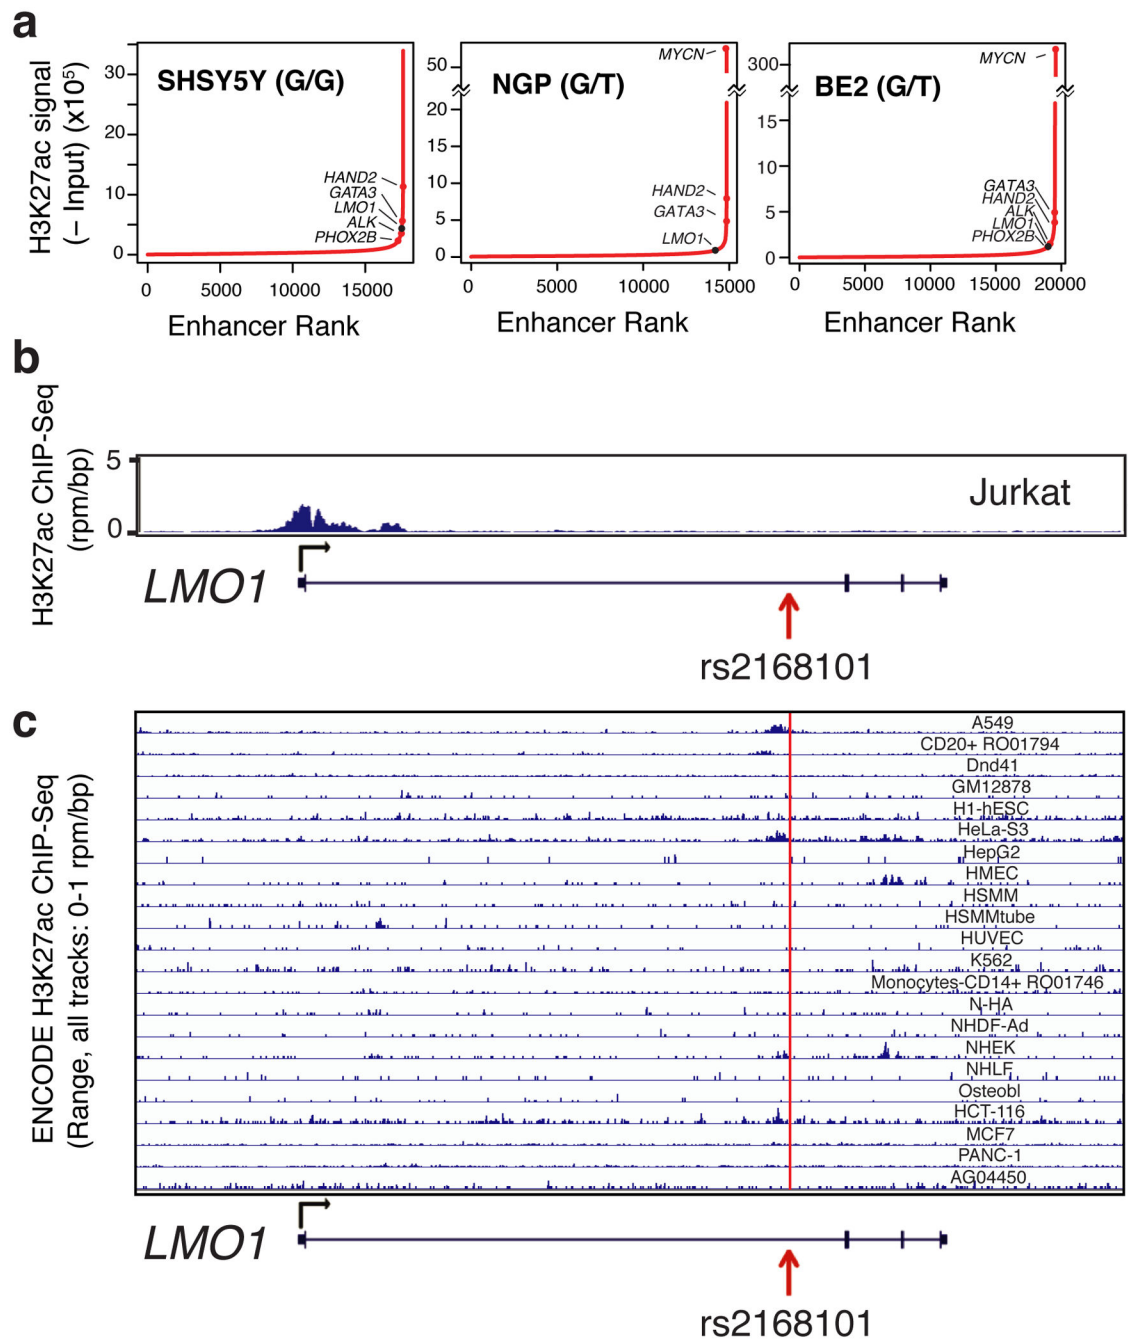 a
H3K27ac signal
(− Input) (x10⁵)
SHSY5Y (G/G)
30
20
10
0
HAND2
GATA3
LMO1
ALK
PHOX2B
0 5000 10000 15000
Enhancer Rank
NGP (G/T)
50
20
15
10
5
0
MYCN
HAND2
GATA3
LMO1
0 5000 10000 15000
Enhancer Rank
BE2 (G/T)
300
15
10
5
0
MYCN
GATA3
HAND2
ALK
LMO1
PHOX2B
0 5000 10000 15000 20000
Enhancer Rank
b
H3K27ac ChIP-Seq
(rpm/bp)
5
0
Jurkat
LMO1
rs2168101
c
ENCODE H3K27ac ChIP-Seq
(Range, all tracks: 0-1 rpm/bp)
A549
CD20+ RO01794
Dnd41
GM12878
H1-hESC
HeLa-S3
HepG2
HMEC
HSMM
HSMMtube
HUVEC
K562
Monocytes-CD14+ RO01746
N-HA
NHDF-Ad
NHEK
NHLF
Osteobl
HCT-116
MCF7
PANC-1
AG04450
LMO1
rs2168101